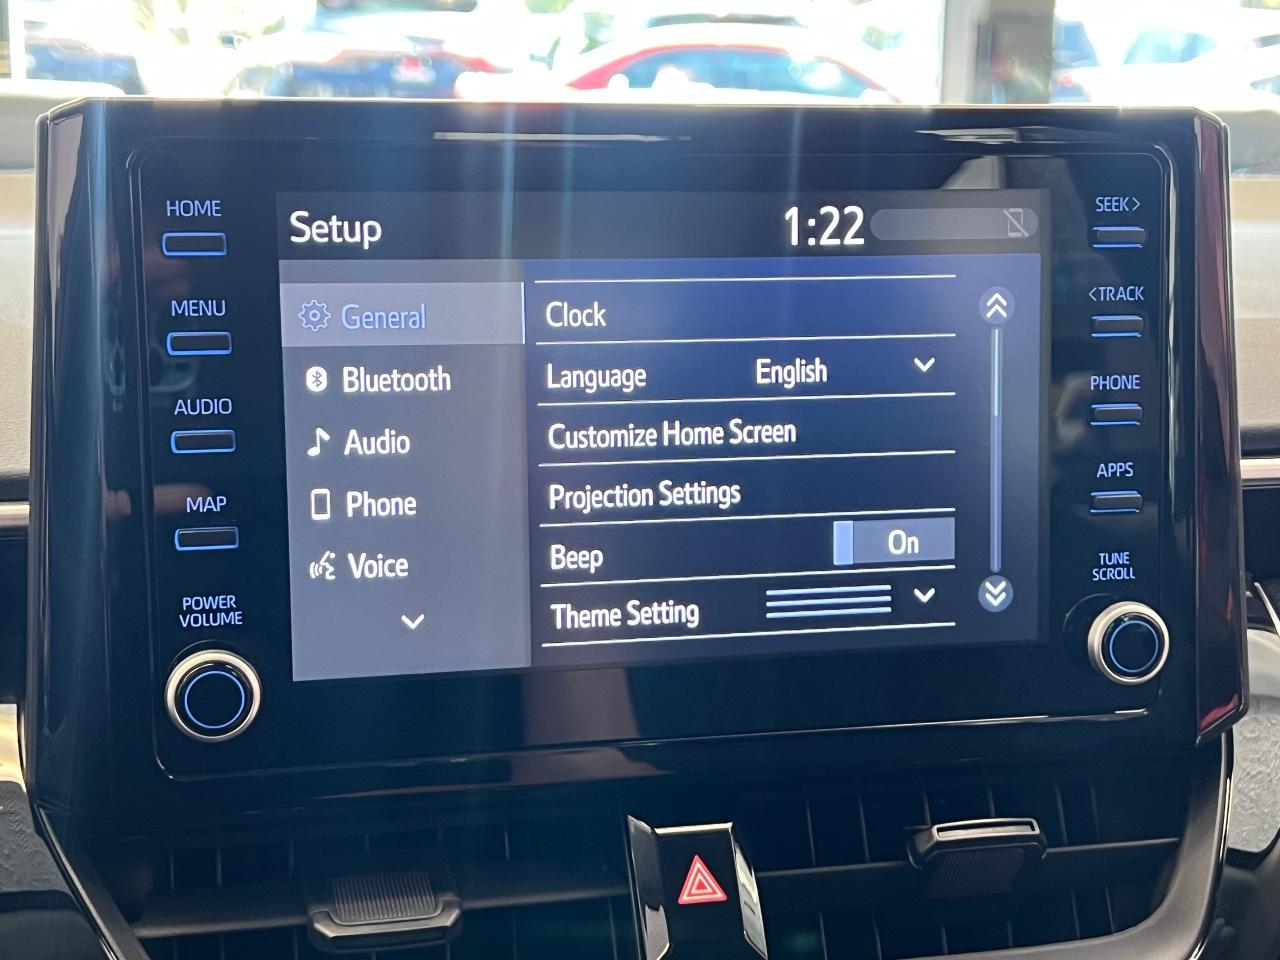 HOME
MENU
AUDIO
MAP
POWER
VOLUME
Setup
1:22
General
Bluetooth
Audio
Phone
Voice
Clock
Language English
Customize Home Screen
Projection Settings
Beep On
Theme Setting
SEEK>
<TRACK
PHONE
APPS
TUNE
SCROLL